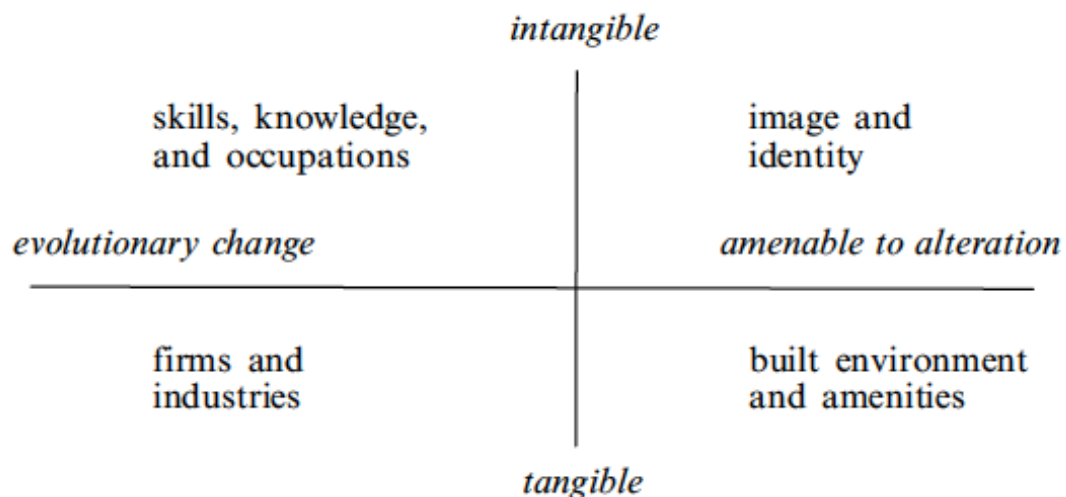 intangible
skills, knowledge,
and occupations
image and
identity
evolutionary change
amenable to alteration
firms and
industries
built environment
and amenities
tangible